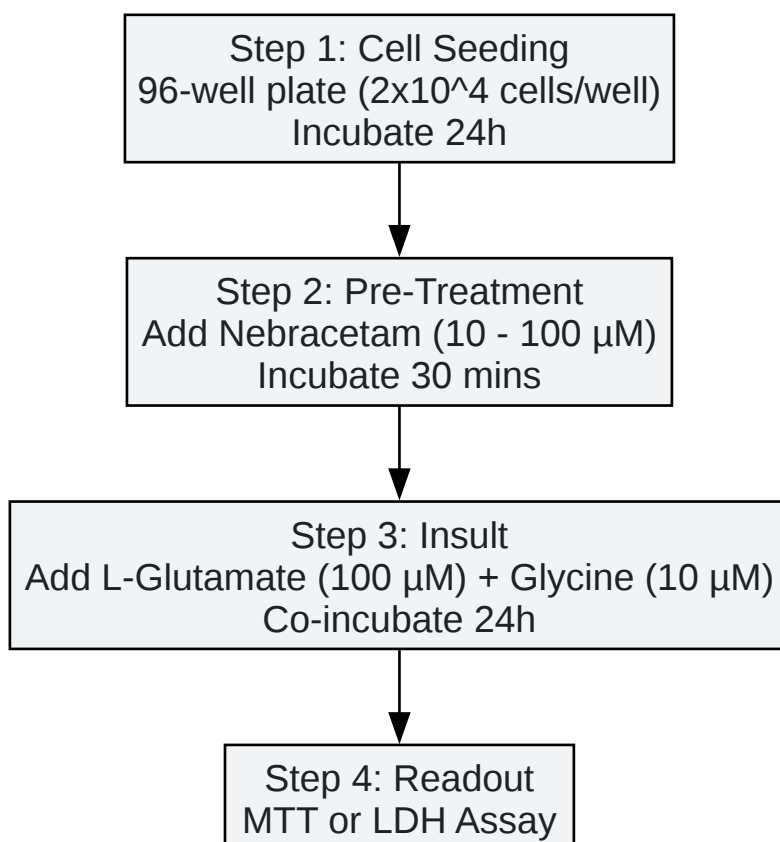 Step 1: Cell Seeding
96-well plate (2x10^4 cells/well)
Incubate 24h
Step 2: Pre-Treatment
Add Nebracetam (10 - 100 µM)
Incubate 30 mins
Step 3: Insult
Add L-Glutamate (100 µM) + Glycine (10 µM)
Co-incubate 24h
Step 4: Readout
MTT or LDH Assay